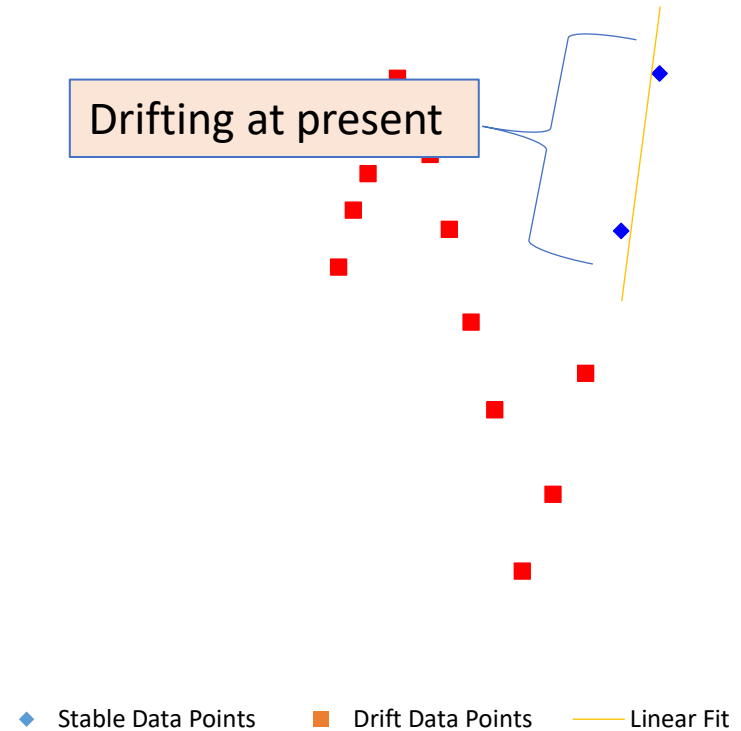 Drifting at present
Stable Data Points
Drift Data Points
Linear Fit